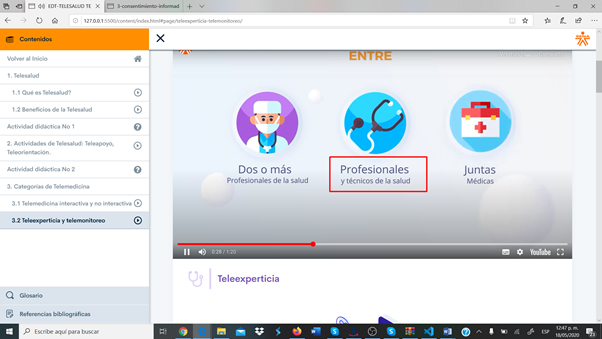 EDT-TELESALUD TE
3-consentimiento-informad
127.0.0.1:5500/content/index.html#page/teleexperticia-telemonitoreo/
Contenidos
Volver al Inicio
1. Telesalud
1.1 Qué es Telesalud?
1.2 Beneficios de la Telesalud
Actividad didáctica No 1
2. Actividades de Telesalud: Teleapoyo,
Teleorientación.
Actividad didáctica No 2
3. Categorías de Telemedicina
3.1 Telemedicina interactiva y no interactiva
3.2 Teleexperticia y telemonitoreo
Glosario
Referencias bibliográficas
ENTRE
Dos o más
Profesionales de la salud
Profesionales
y técnicos de la salud
Juntas
Médicas
0:28 / 1:20
YouTube
Teleexperticia
Escribe aquí para buscar
ESP
12:47 p. m.
18/05/2020